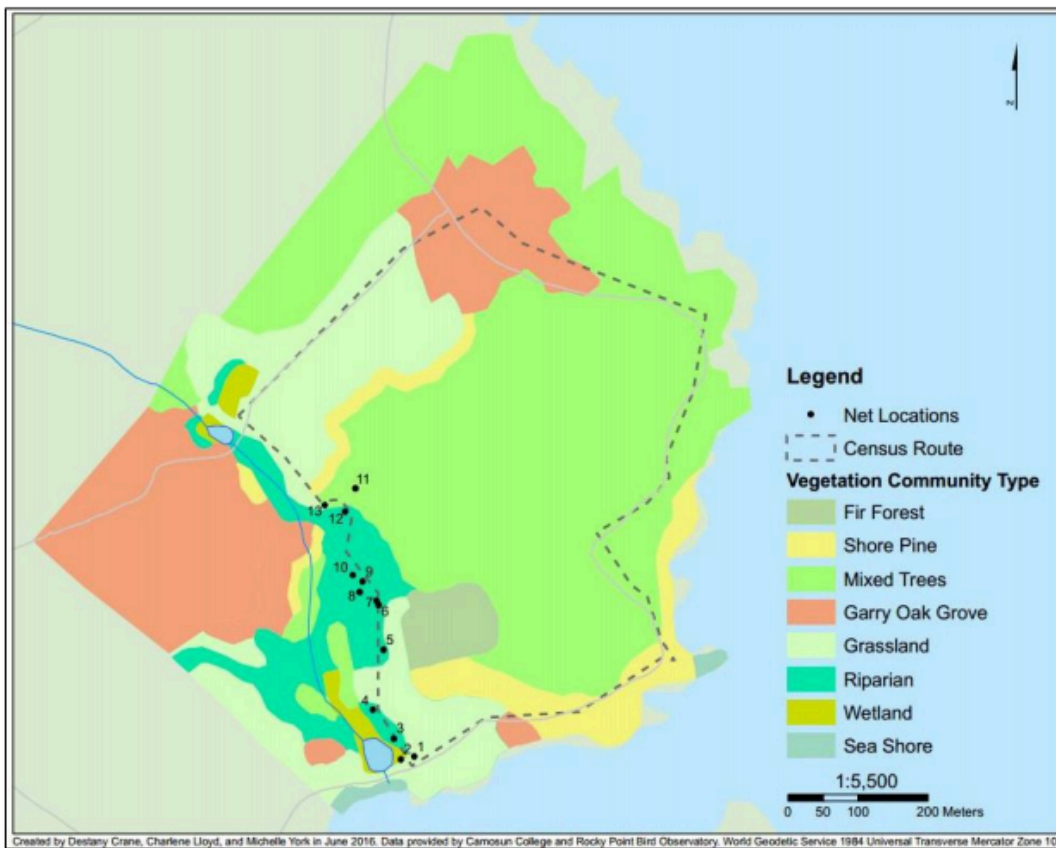 N
11
13
12
10
9
8
7
6
5
4
3
2
1
Legend
Net Locations
Census Route
Vegetation Community Type
Fir Forest
Shore Pine
Mixed Trees
Garry Oak Grove
Grassland
Riparian
Wetland
Sea Shore
1:5,500
0 50 100 200 Meters
Created by Destany Crane, Charlene Lloyd, and Michelle York in June 2016. Data provided by Camosun College and Rocky Point Bird Observatory. World Geodetic Service 1984 Universal Transverse Mercator Zone 10